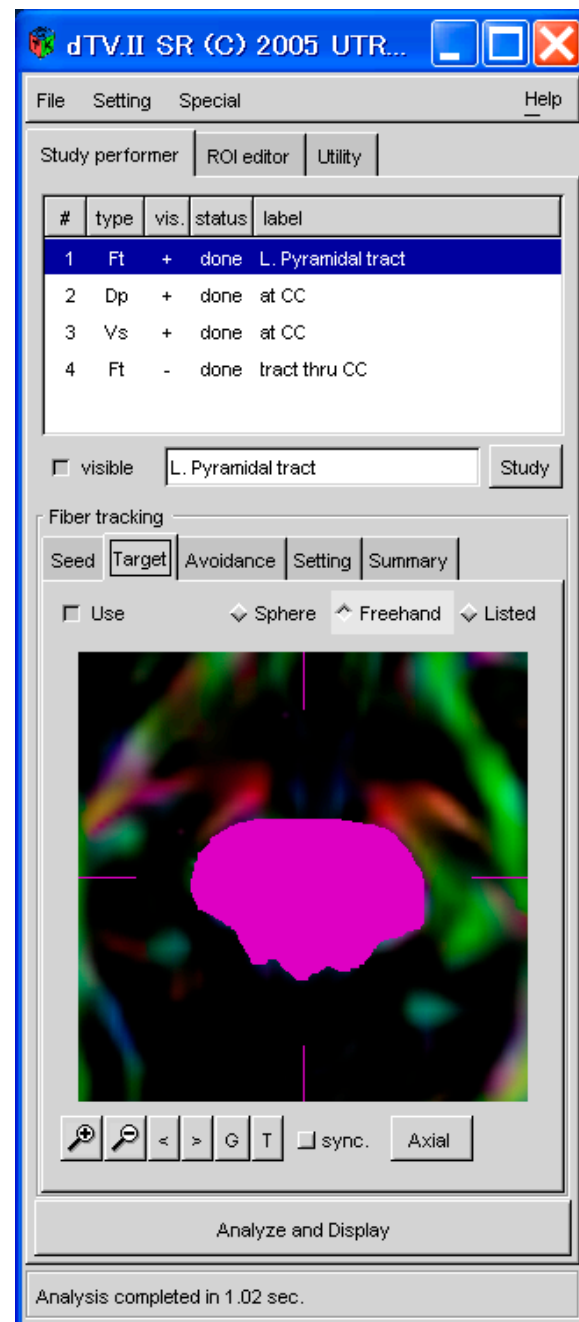 dTV.II SR (C) 2005 UTR...
File Setting Special Help
Study performer ROI editor Utility
# type vis. status label
1 Ft + done L. Pyramidal tract
2 Dp + done at CC
3 Vs + done at CC
4 Ft - done tract thru CC
visible L. Pyramidal tract Study
Fiber tracking
Seed Target Avoidance Setting Summary
Use Sphere Freehand Listed
< > G T sync. Axial
Analyze and Display
Analysis completed in 1.02 sec.